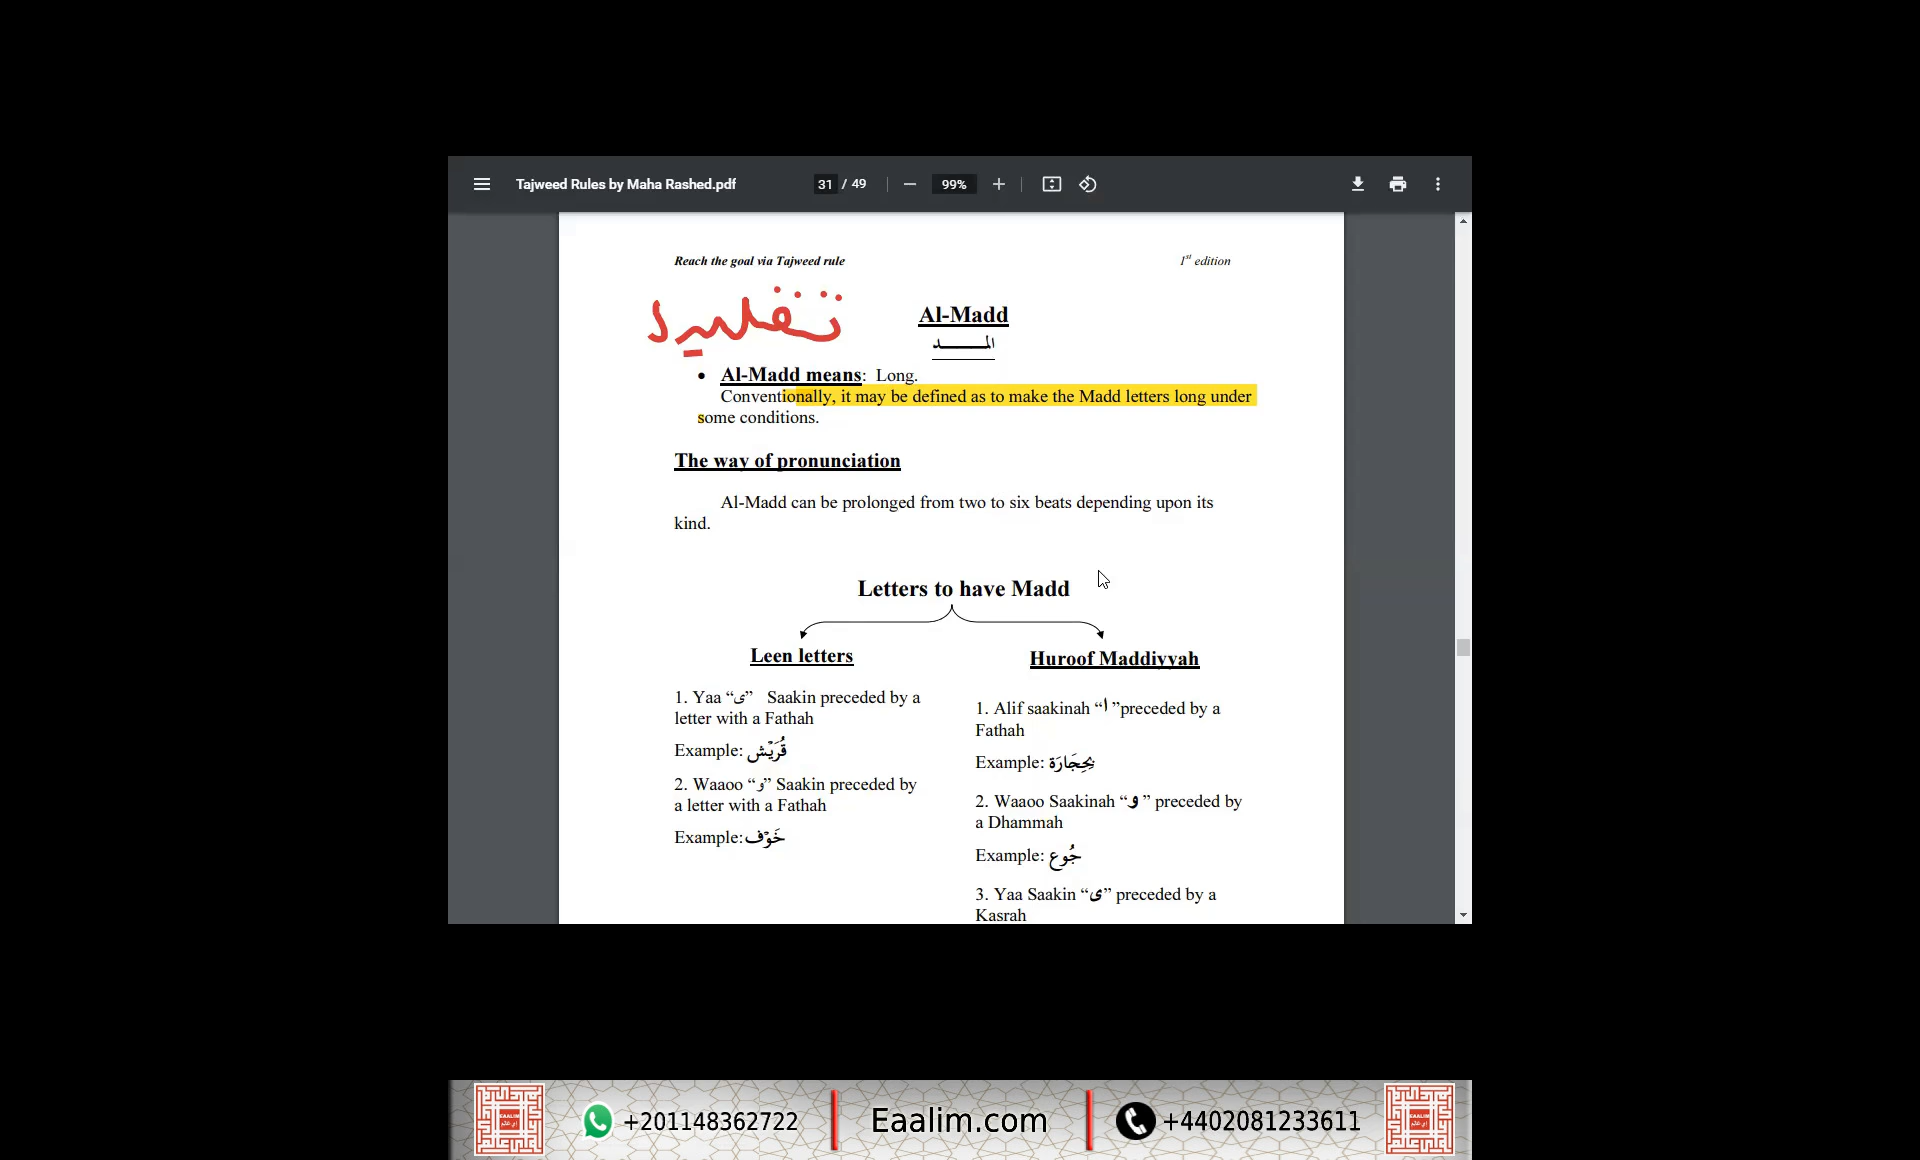 Tajweed Rules by Maha Rashed.pdf
31 / 49
99%
Reach the goal via Tajweed rule
1st edition
تقليد
Al-Madd
المـــــد
• Al-Madd means: Long.
Conventionally, it may be defined as to make the Madd letters long under
some conditions.
The way of pronunciation
Al-Madd can be prolonged from two to six beats depending upon its
kind.
Letters to have Madd
Leen letters
1. Yaa “ى” Saakin preceded by a
letter with a Fathah
Example: قُرَيْش
2. Waaoo “و” Saakin preceded by
a letter with a Fathah
Example: خَوْف
Huroof Maddiyyah
1. Alif saakinah “ا ”preceded by a
Fathah
Example: بِحِجَارَة
2. Waaoo Saakinah “و ” preceded by
a Dhammah
Example: جُوع
3. Yaa Saakin “ى” preceded by a
Kasrah
+201148362722
Eaalim.com
+4402081233611